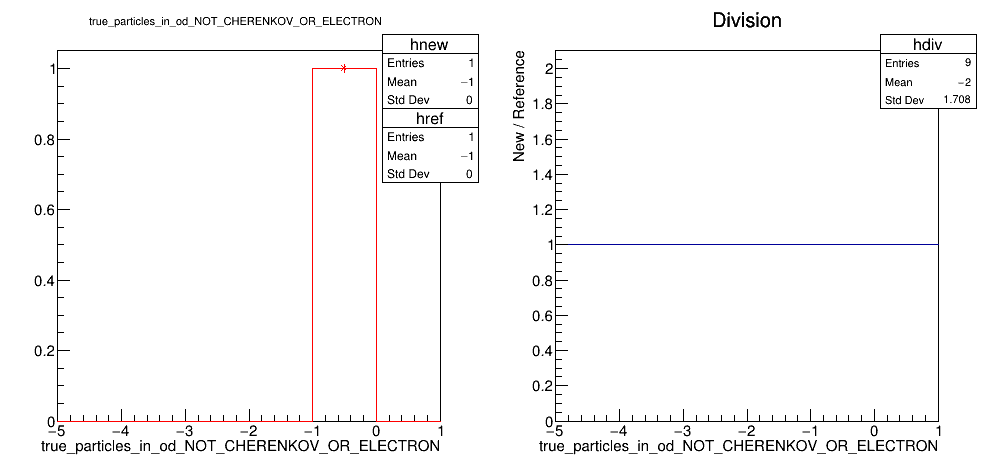 true_particles_in_od_NOT_CHERENKOV_OR_ELECTRON
hnew
Entries 1
Mean −1
Std Dev 0
href
Entries 1
Mean −1
Std Dev 0
1
0.8
0.6
0.4
0.2
0
−5 −4 −3 −2 −1 0 1
true_particles_in_od_NOT_CHERENKOV_OR_ELECTRON
Division
hdiv
Entries 9
Mean −2
Std Dev 1.708
New / Reference
2
1.8
1.6
1.4
1.2
1
0.8
0.6
0.4
0.2
0
−5 −4 −3 −2 −1 0 1
true_particles_in_od_NOT_CHERENKOV_OR_ELECTRON